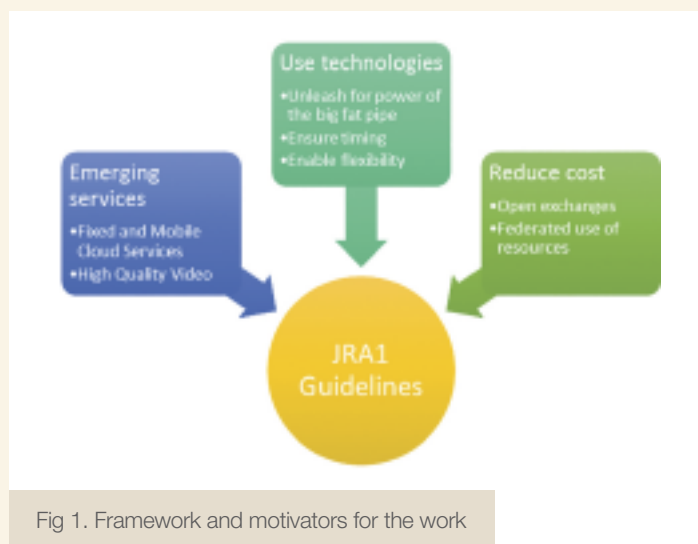 Use technologies
•Unleash for power of
the big fat pipe
•Ensure timing
•Enable flexibility
Emerging
services
•Fixed and Mobile
Cloud Services
•High Quality Video
Reduce cost
•Open exchanges
•Federated use of
resources
JRA1
Guidelines
Fig 1. Framework and motivators for the work